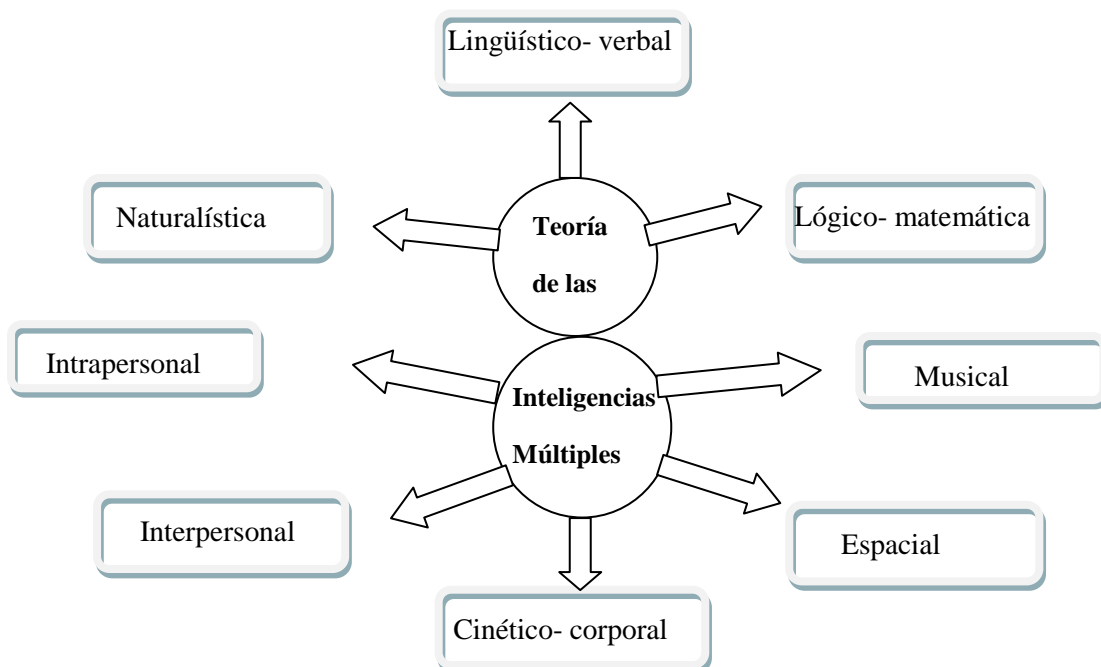 Lingüístico- verbal
Naturalística
Teoría
de las
Lógico- matemática
Intrapersonal
Inteligencias
Múltiples
Musical
Interpersonal
Espacial
Cinético- corporal